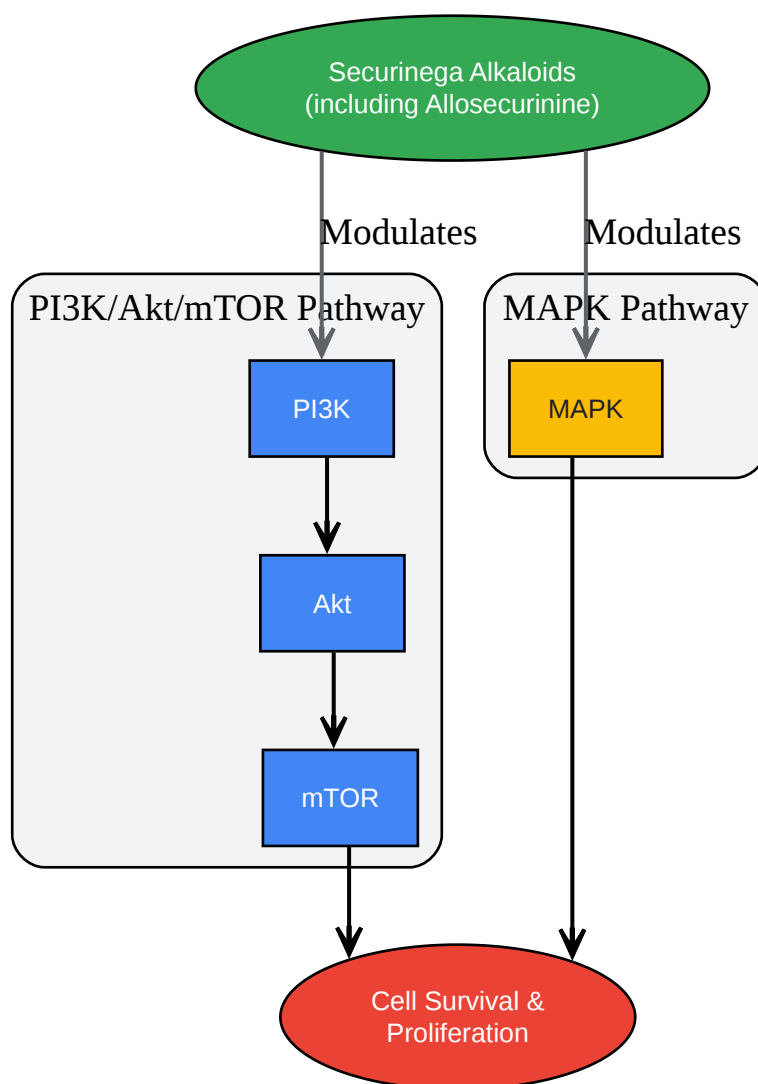 Securinega Alkaloids
(including Allosecurinine)
Modulates
Modulates
PI3K/Akt/mTOR Pathway
MAPK Pathway
PI3K
MAPK
Akt
mTOR
Cell Survival &
Proliferation